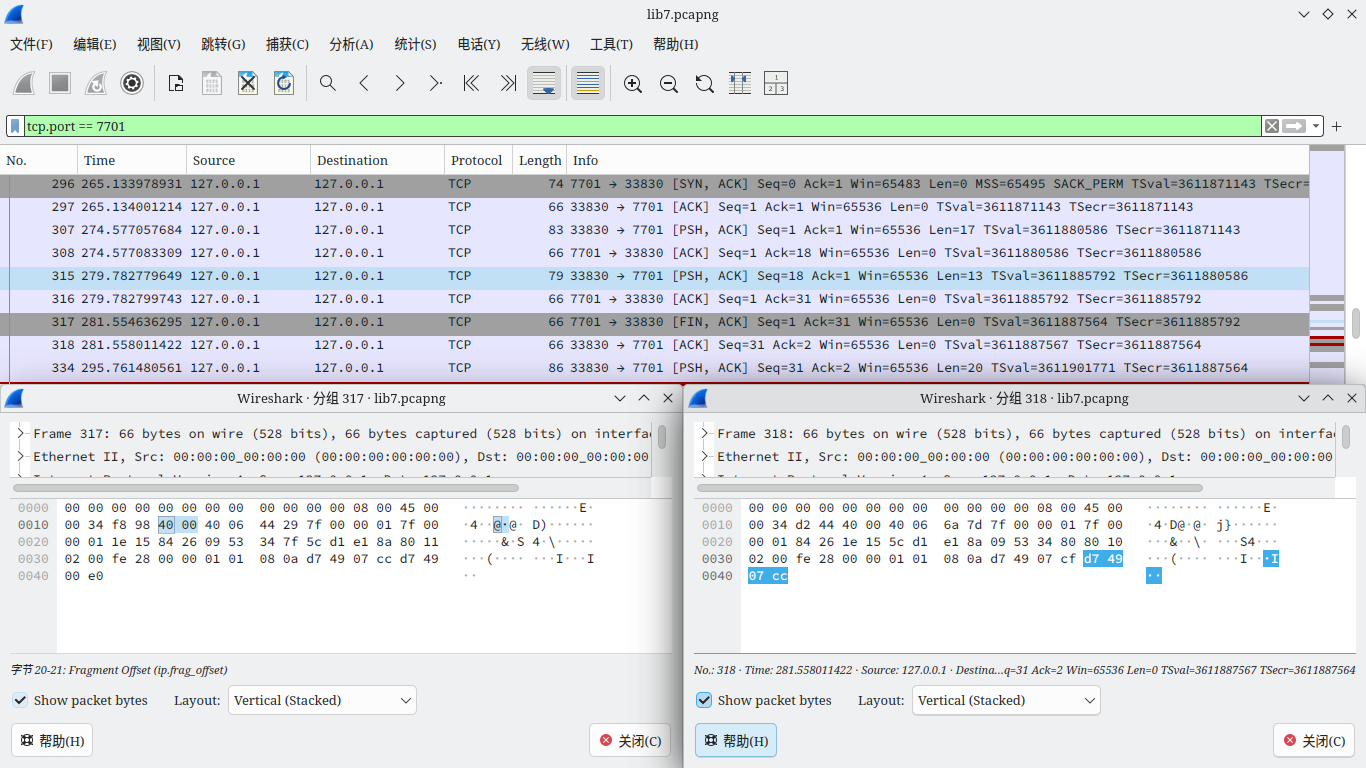 lib7.pcapng
文件(F) 编辑(E) 视图(V) 跳转(G) 捕获(C) 分析(A) 统计(S) 电话(Y) 无线(W) 工具(T) 帮助(H)
tcp.port == 7701
No. Time Source Destination Protocol Length Info
296 265.133978931 127.0.0.1 127.0.0.1 TCP 74 7701 → 33830 [SYN, ACK] Seq=0 Ack=1 Win=65483 Len=0 MSS=65495 SACK_PERM TSval=3611871143 TSecr=
297 265.134001214 127.0.0.1 127.0.0.1 TCP 66 33830 → 7701 [ACK] Seq=1 Ack=1 Win=65536 Len=0 TSval=3611871143 TSecr=3611871143
307 274.577057684 127.0.0.1 127.0.0.1 TCP 83 33830 → 7701 [PSH, ACK] Seq=1 Ack=1 Win=65536 Len=17 TSval=3611880586 TSecr=3611871143
308 274.577083309 127.0.0.1 127.0.0.1 TCP 66 7701 → 33830 [ACK] Seq=1 Ack=18 Win=65536 Len=0 TSval=3611880586 TSecr=3611880586
315 279.782779649 127.0.0.1 127.0.0.1 TCP 79 33830 → 7701 [PSH, ACK] Seq=18 Ack=1 Win=65536 Len=13 TSval=3611885792 TSecr=3611880586
316 279.782799743 127.0.0.1 127.0.0.1 TCP 66 7701 → 33830 [ACK] Seq=1 Ack=31 Win=65536 Len=0 TSval=3611885792 TSecr=3611885792
317 281.554636295 127.0.0.1 127.0.0.1 TCP 66 7701 → 33830 [FIN, ACK] Seq=1 Ack=31 Win=65536 Len=0 TSval=3611887564 TSecr=3611885792
318 281.558011422 127.0.0.1 127.0.0.1 TCP 66 33830 → 7701 [ACK] Seq=31 Ack=2 Win=65536 Len=0 TSval=3611887567 TSecr=3611887564
334 295.761480561 127.0.0.1 127.0.0.1 TCP 86 33830 → 7701 [PSH, ACK] Seq=31 Ack=2 Win=65536 Len=20 TSval=3611901771 TSecr=3611887564
Wireshark · 分组 317 · lib7.pcapng
Frame 317: 66 bytes on wire (528 bits), 66 bytes captured (528 bits) on interfa
Ethernet II, Src: 00:00:00_00:00:00 (00:00:00:00:00:00), Dst: 00:00:00_00:00:00
0000 00 00 00 00 00 00 00 00 00 00 00 00 08 00 45 00 ········ ······E·
0010 00 34 f8 98 40 00 40 06 44 29 7f 00 00 01 7f 00 ·4··@·@· D)······
0020 00 01 1e 15 84 26 09 53 34 7f 5c d1 e1 8a 80 11 ·····&·S 4·\·····
0030 02 00 fe 28 00 00 01 01 08 0a d7 49 07 cc d7 49 ···(···· ···I···I
0040 00 e0 ··
字节 20-21: Fragment Offset (ip.frag_offset)
Show packet bytes Layout: Vertical (Stacked)
帮助(H) 关闭(C)
Wireshark · 分组 318 · lib7.pcapng
Frame 318: 66 bytes on wire (528 bits), 66 bytes captured (528 bits) on interfa
Ethernet II, Src: 00:00:00_00:00:00 (00:00:00:00:00:00), Dst: 00:00:00_00:00:00
0000 00 00 00 00 00 00 00 00 00 00 00 00 08 00 45 00 ········ ······E·
0010 00 34 d2 44 40 00 40 06 6a 7d 7f 00 00 01 7f 00 ·4·D@·@· j}······
0020 00 01 84 26 1e 15 5c d1 e1 8a 09 53 34 80 80 10 ···&··\· ···S4···
0030 02 00 fe 28 00 00 01 01 08 0a d7 49 07 cf d7 49 ···(···· ···I···I
0040 07 cc ··
No.: 318 · Time: 281.558011422 · Source: 127.0.0.1 · Destina...q=31 Ack=2 Win=65536 Len=0 TSval=3611887567 TSecr=3611887564
Show packet bytes Layout: Vertical (Stacked)
帮助(H) 关闭(C)